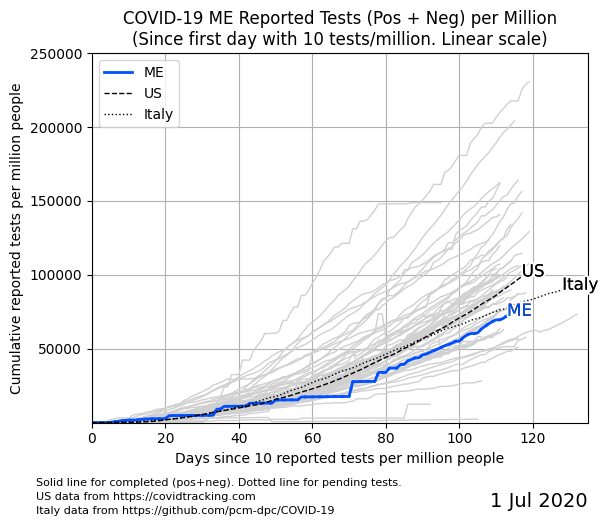 COVID-19 ME Reported Tests (Pos + Neg) per Million
(Since first day with 10 tests/million. Linear scale)
250000
200000
150000
100000
50000
Cumulative reported tests per million people
ME
US
Italy
US
Italy
ME
0 20 40 60 80 100 120
Days since 10 reported tests per million people
Solid line for completed (pos+neg). Dotted line for pending tests.
US data from https://covidtracking.com
Italy data from https://github.com/pcm-dpc/COVID-19
1 Jul 2020